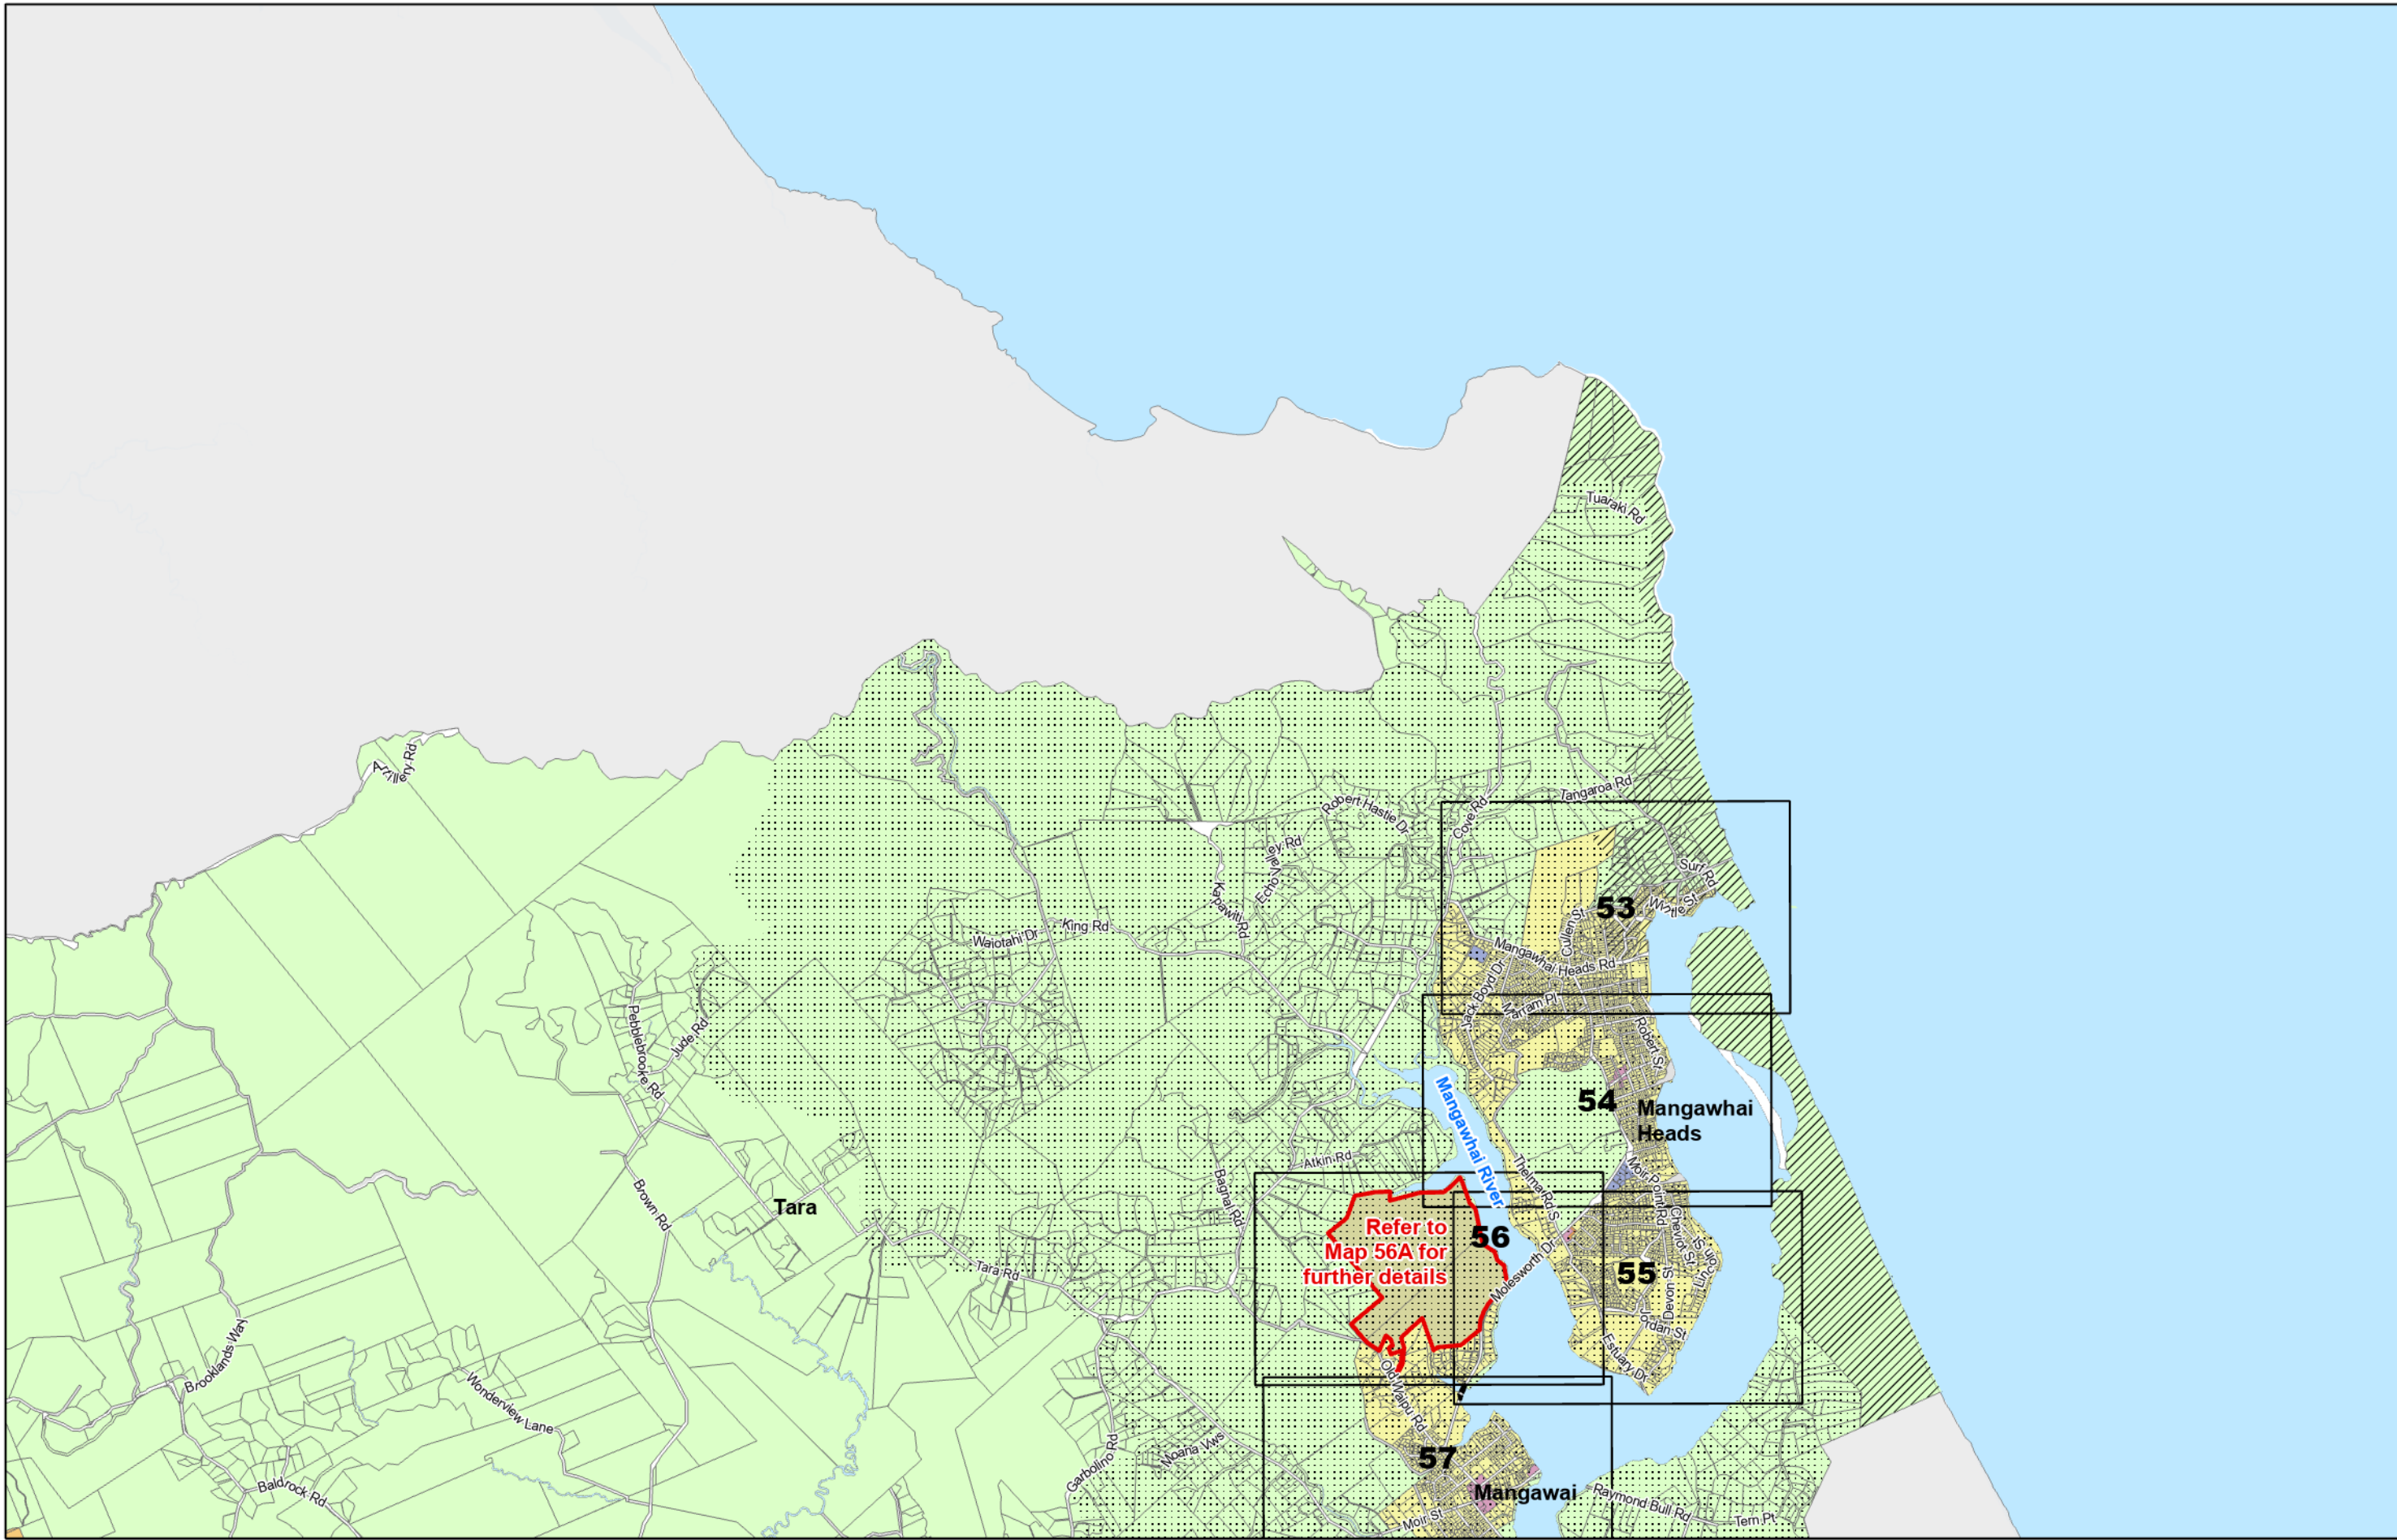 Tuaraki Rd
Artillery Rd
Tangaroa Rd
Robert Hastie Dr
Cove Rd
Echo Valley Rd
Surf Rd
Kapawiti Rd
53
Wintle St
Cullen St
King Rd
Waiotahi Dr
Mangawhai Heads Rd
Jack Boyd Dr
Marram Pl
Pebblebrooke Rd
Jude Rd
Robert St
Mangawhai River
54
Mangawhai
Heads
Atkin Rd
Bagnal Rd
Thelma Rd S
Moir Point Rd
Brown Rd
Tara
Refer to
Map 56A for
further details
56
Cheviot St
Lincoln St
Molesworth Dr
55
Devon St
Tara Rd
Jordan St
Estuary Dr
Brooklands Way
Wonderview Lane
Old Waipu Rd
Moana Vws
Garbolino Rd
57
Baldrock Rd
Mangawai
Raymond Bull Rd
Moir St
Tern Pt